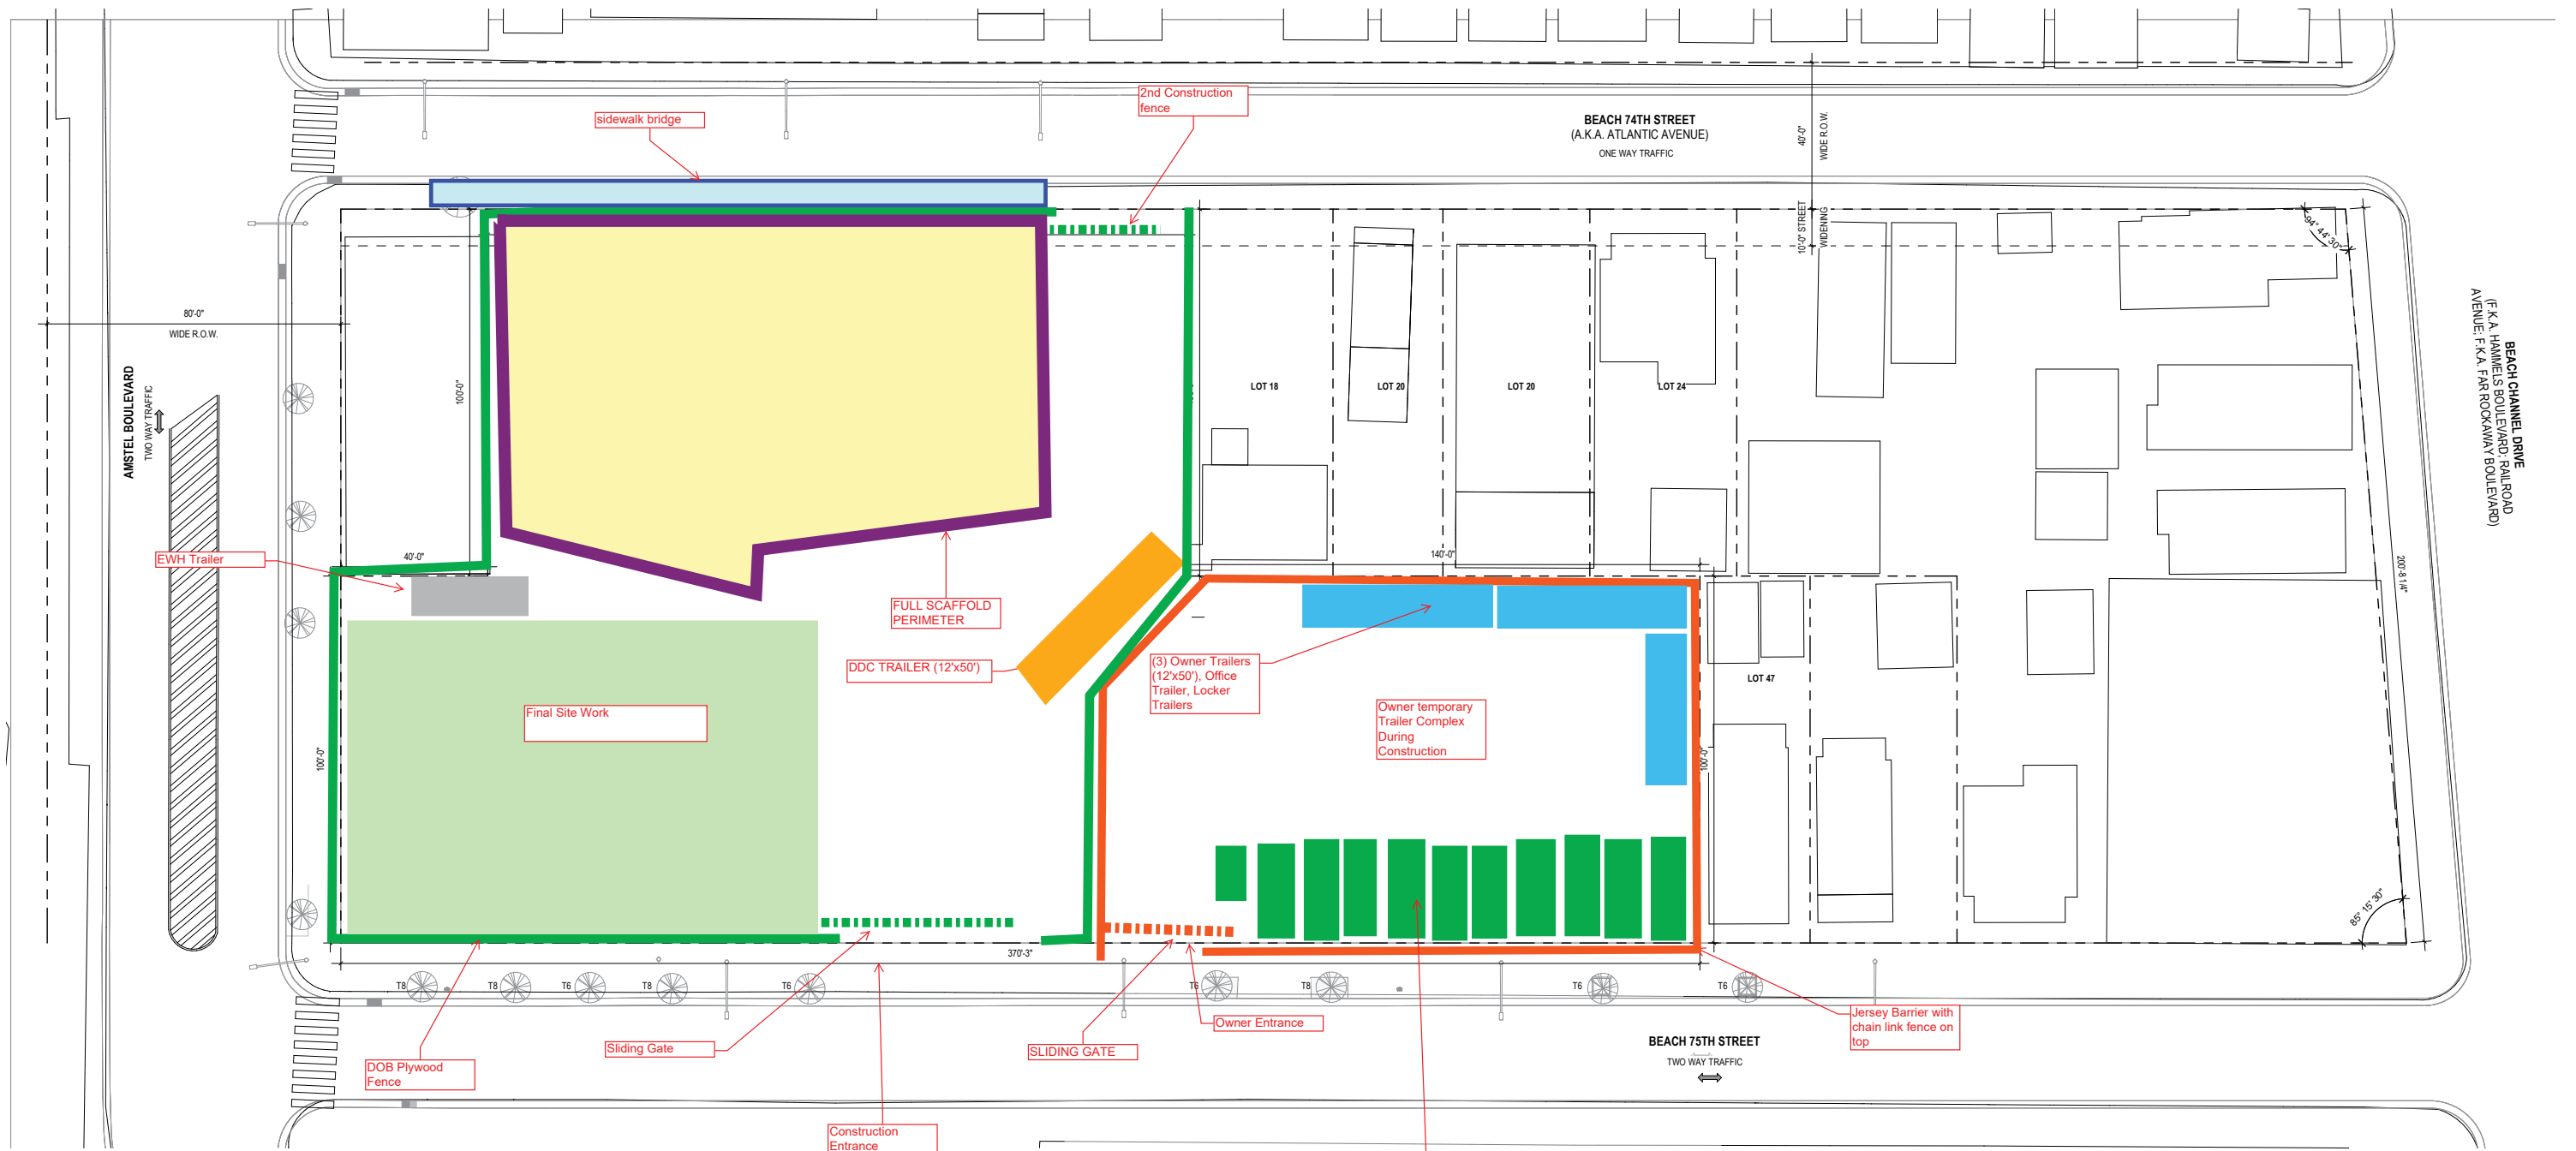 2nd Construction
fence
sidewalk bridge
BEACH 74TH STREET
(A.K.A. ATLANTIC AVENUE)
ONE WAY TRAFFIC
40'-0"
WIDE R.O.W.
10'-0" STREET
WIDENING
94° 44' 30"
80'-0"
WIDE R.O.W.
AMSTEL BOULEVARD
TWO WAY TRAFFIC
100'-0"
LOT 18
LOT 20
LOT 20
LOT 24
BEACH CHANNEL DRIVE
(F.K.A. HAMMELS BOULEVARD; RAILROAD
AVENUE; F.K.A. FAR ROCKAWAY BOULEVARD)
EWH Trailer
40'-0"
140'-0"
200'-8 1/4"
FULL SCAFFOLD
PERIMETER
DDC TRAILER (12'x50')
(3) Owner Trailers
(12'x50'), Office
Trailer, Locker
Trailers
LOT 47
Final Site Work
Owner temporary
Trailer Complex
During
Construction
100'-0"
100'-0"
85° 15' 30"
370'-3"
T8
T8
T6
T8
T6
T6
T8
T6
T6
Owner Entrance
Jersey Barrier with
chain link fence on
top
Sliding Gate
SLIDING GATE
BEACH 75TH STREET
TWO WAY TRAFFIC
DOB Plywood
Fence
Construction
Entrance